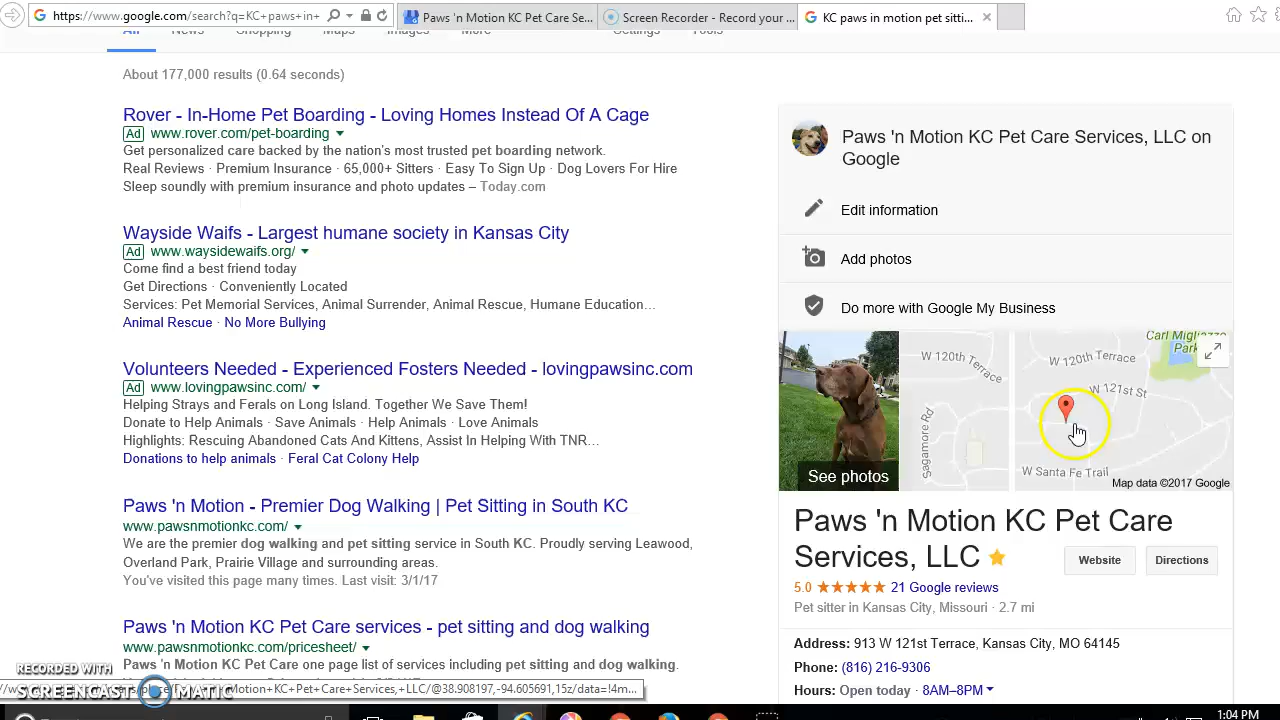 https://www.google.com/search?q=KC+paws+in+
Paws 'n Motion KC Pet Care Se...
Screen Recorder - Record your ...
KC paws in motion pet sitti...
All News Shopping Maps Images More Settings Tools
About 177,000 results (0.64 seconds)
Rover - In-Home Pet Boarding - Loving Homes Instead Of A Cage
Ad www.rover.com/pet-boarding
Get personalized care backed by the nation's most trusted pet boarding network.
Real Reviews · Premium Insurance · 65,000+ Sitters · Easy To Sign Up · Dog Lovers For Hire
Sleep soundly with premium insurance and photo updates – Today.com
Wayside Waifs - Largest humane society in Kansas City
Ad www.waysidewaifs.org/
Come find a best friend today
Get Directions · Conveniently Located
Services: Pet Memorial Services, Animal Surrender, Animal Rescue, Humane Education...
Animal Rescue · No More Bullying
Volunteers Needed - Experienced Fosters Needed - lovingpawsinc.com
Ad www.lovingpawsinc.com/
Helping Strays and Ferals on Long Island. Together We Save Them!
Donate to Help Animals · Save Animals · Help Animals · Love Animals
Highlights: Rescuing Abandoned Cats And Kittens, Assist In Helping With TNR...
Donations to help animals · Feral Cat Colony Help
Paws 'n Motion - Premier Dog Walking | Pet Sitting in South KC
www.pawsnmotionkc.com/
We are the premier dog walking and pet sitting service in South KC. Proudly serving Leawood,
Overland Park, Prairie Village and surrounding areas.
You've visited this page many times. Last visit: 3/1/17
Paws 'n Motion KC Pet Care services - pet sitting and dog walking
www.pawsnmotionkc.com/pricesheet/
Paws 'n Motion KC Pet Care one page list of services including pet sitting and dog walking.
Motion+KC+Pet+Care+Services,+LLC/@38.908197,-94.605691,15z/data=!4m...
RECORDED WITH
SCREENCAST MATIC
Paws 'n Motion KC Pet Care Services, LLC on
Google
Edit information
Add photos
Do more with Google My Business
See photos
W 120th Terrace
Sagamore Rd
W 120th Terrace
Carl Migliazzo
Park
W 121st St
W Santa Fe Trail
Map data ©2017 Google
Paws 'n Motion KC Pet Care
Services, LLC
Website Directions
5.0 21 Google reviews
Pet sitter in Kansas City, Missouri · 2.7 mi
Address: 913 W 121st Terrace, Kansas City, MO 64145
Phone: (816) 216-9306
Hours: Open today · 8AM–8PM
1:04 PM